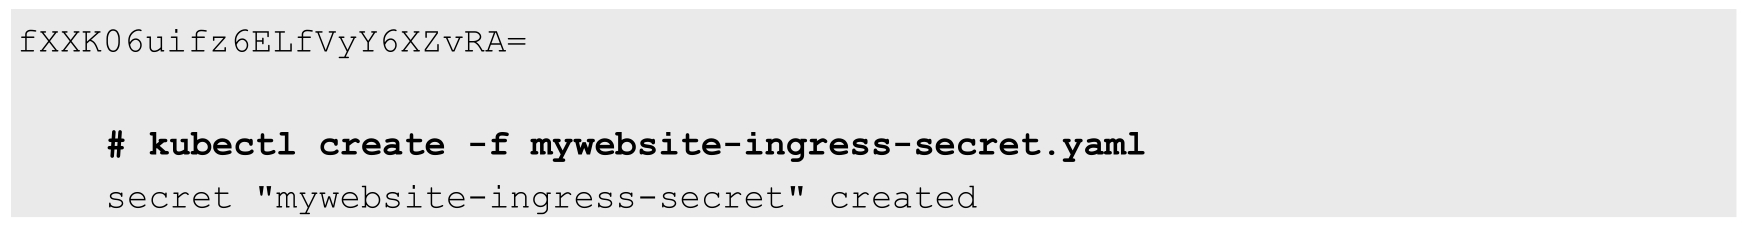 fXXK06uifz6ELfVyY6XZvRA=
# kubectl create -f mywebsite-ingress-secret.yaml
secret "mywebsite-ingress-secret" created